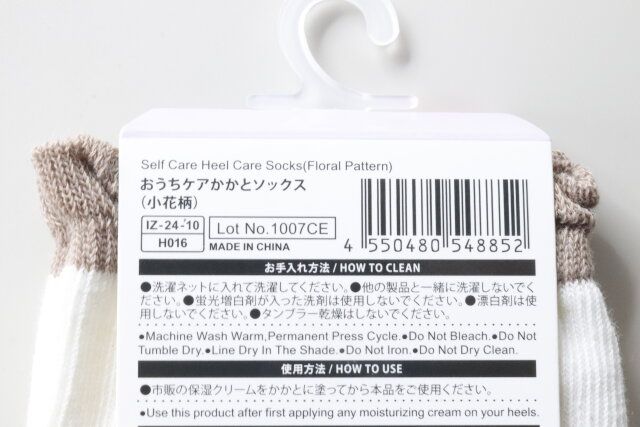 Self Care Heel Care Socks(Floral Pattern)
おうちケアかかとソックス
(小花柄)
IZ-24-'10
H016
Lot No.1007CE
MADE IN CHINA
4 550480 548852
お手入れ方法 / HOW TO CLEAN
●洗濯ネットに入れて洗濯してください。●他の製品と一緒に洗濯しないでく
ださい。●蛍光増白剤が入った洗剤は使用しないでください。●漂白剤は使
用しないでください。●タンブラー乾燥はしないでください。
●Machine Wash Warm,Permanent Press Cycle.●Do Not Bleach.●Do Not
Tumble Dry.●Line Dry In The Shade.●Do Not Iron.●Do Not Dry Clean.
使用方法 / HOW TO USE
●市販の保湿クリームをかかとに塗ってから本品をご使用ください。
●Use this product after first applying any moisturizing cream on your heels.